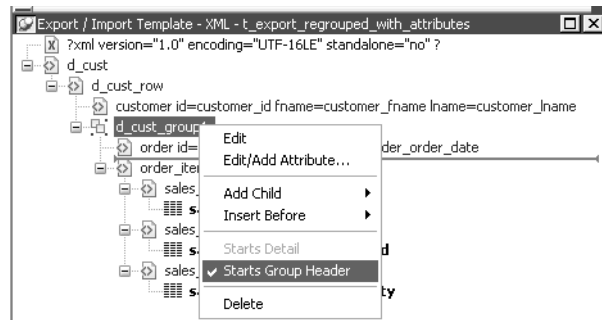 Export / Import Template - XML - t_export_regrouped_with_attributes
?xml version="1.0" encoding="UTF-16LE" standalone="no" ?
d_cust
d_cust_row
customer id=customer_id fname=customer_fname lname=customer_lname
d_cust_group1
Edit
order id= der_order_date
Edit/Add Attribute...
order_iter
sales_
Add Child
s
Insert Before
sales_
Starts Detail
s d
sales_
Starts Group Header
s ty
Delete